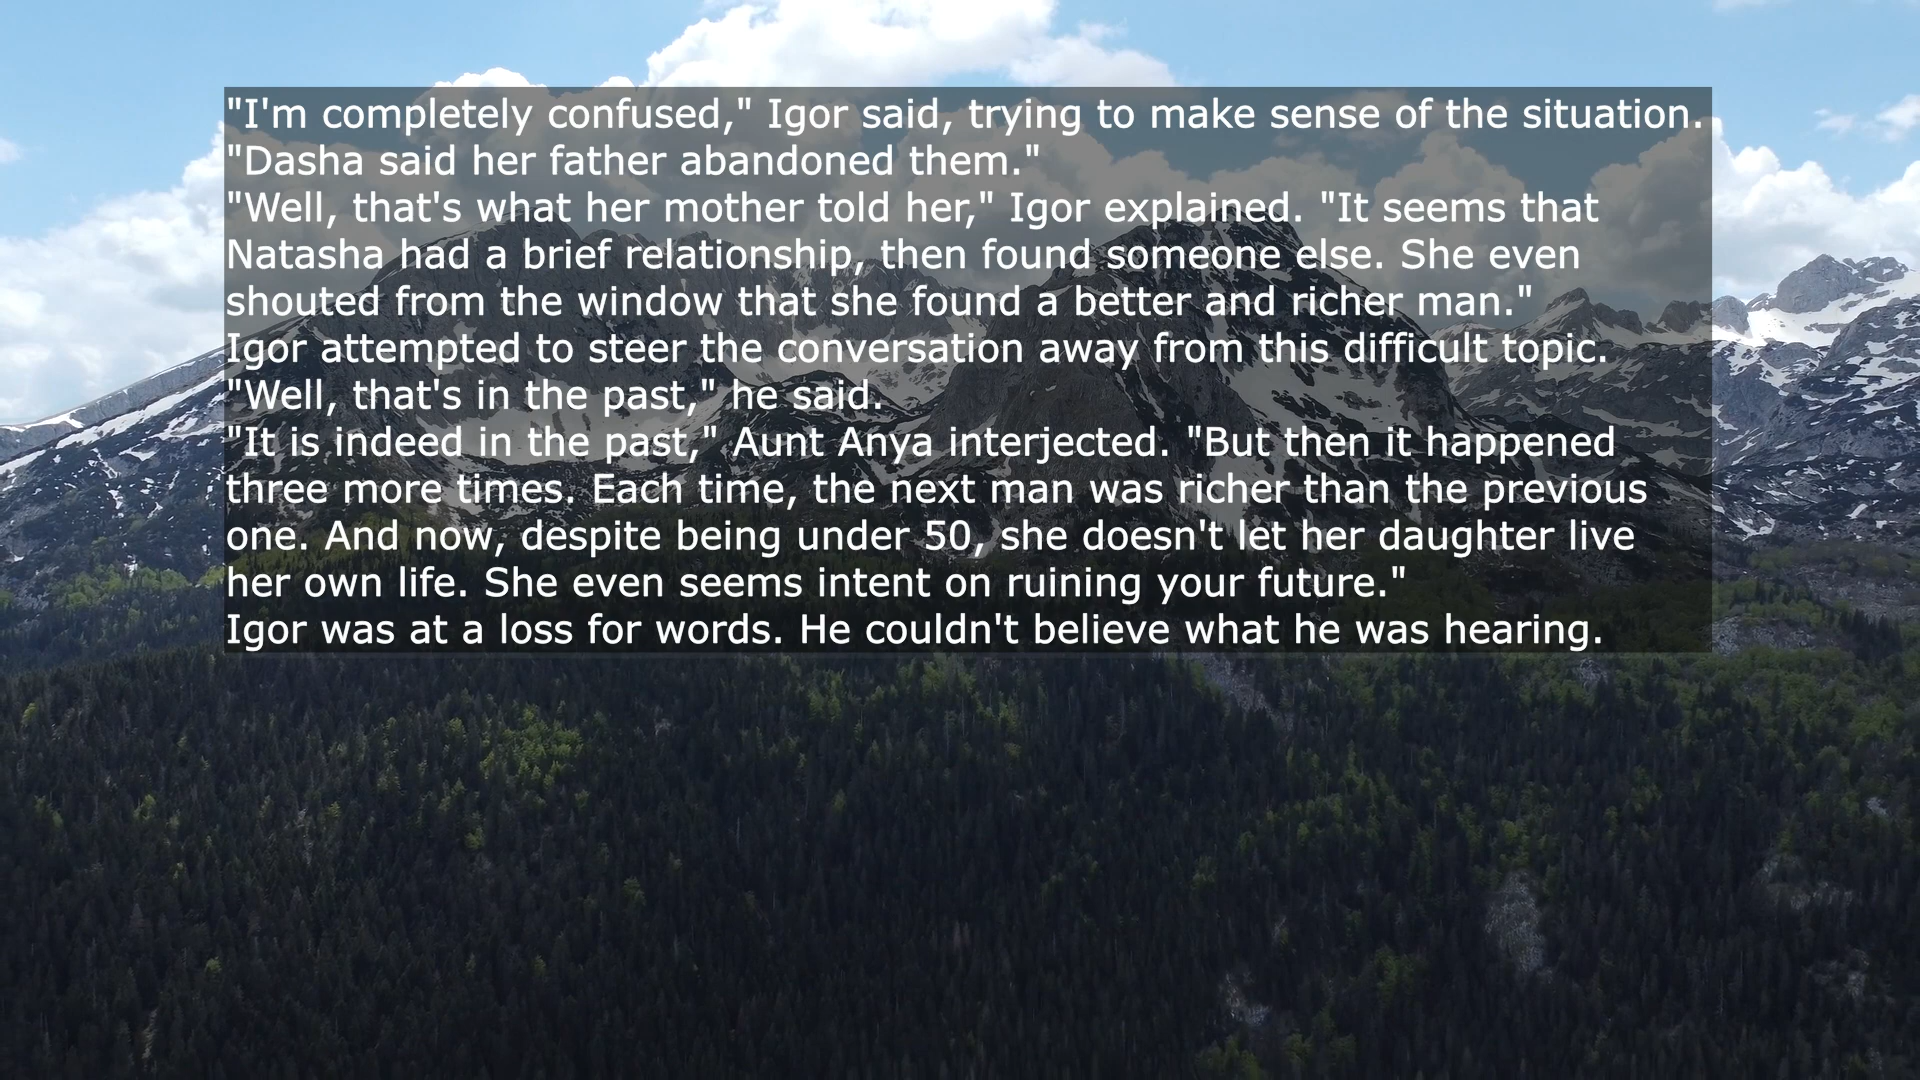 "I'm completely confused," Igor said, trying to make sense of the situation.
"Dasha said her father abandoned them."
"Well, that's what her mother told her," Igor explained. "It seems that
Natasha had a brief relationship, then found someone else. She even
shouted from the window that she found a better and richer man."
Igor attempted to steer the conversation away from this difficult topic.
"Well, that's in the past," he said.
"It is indeed in the past," Aunt Anya interjected. "But then it happened
three more times. Each time, the next man was richer than the previous
one. And now, despite being under 50, she doesn't let her daughter live
her own life. She even seems intent on ruining your future."
Igor was at a loss for words. He couldn't believe what he was hearing.